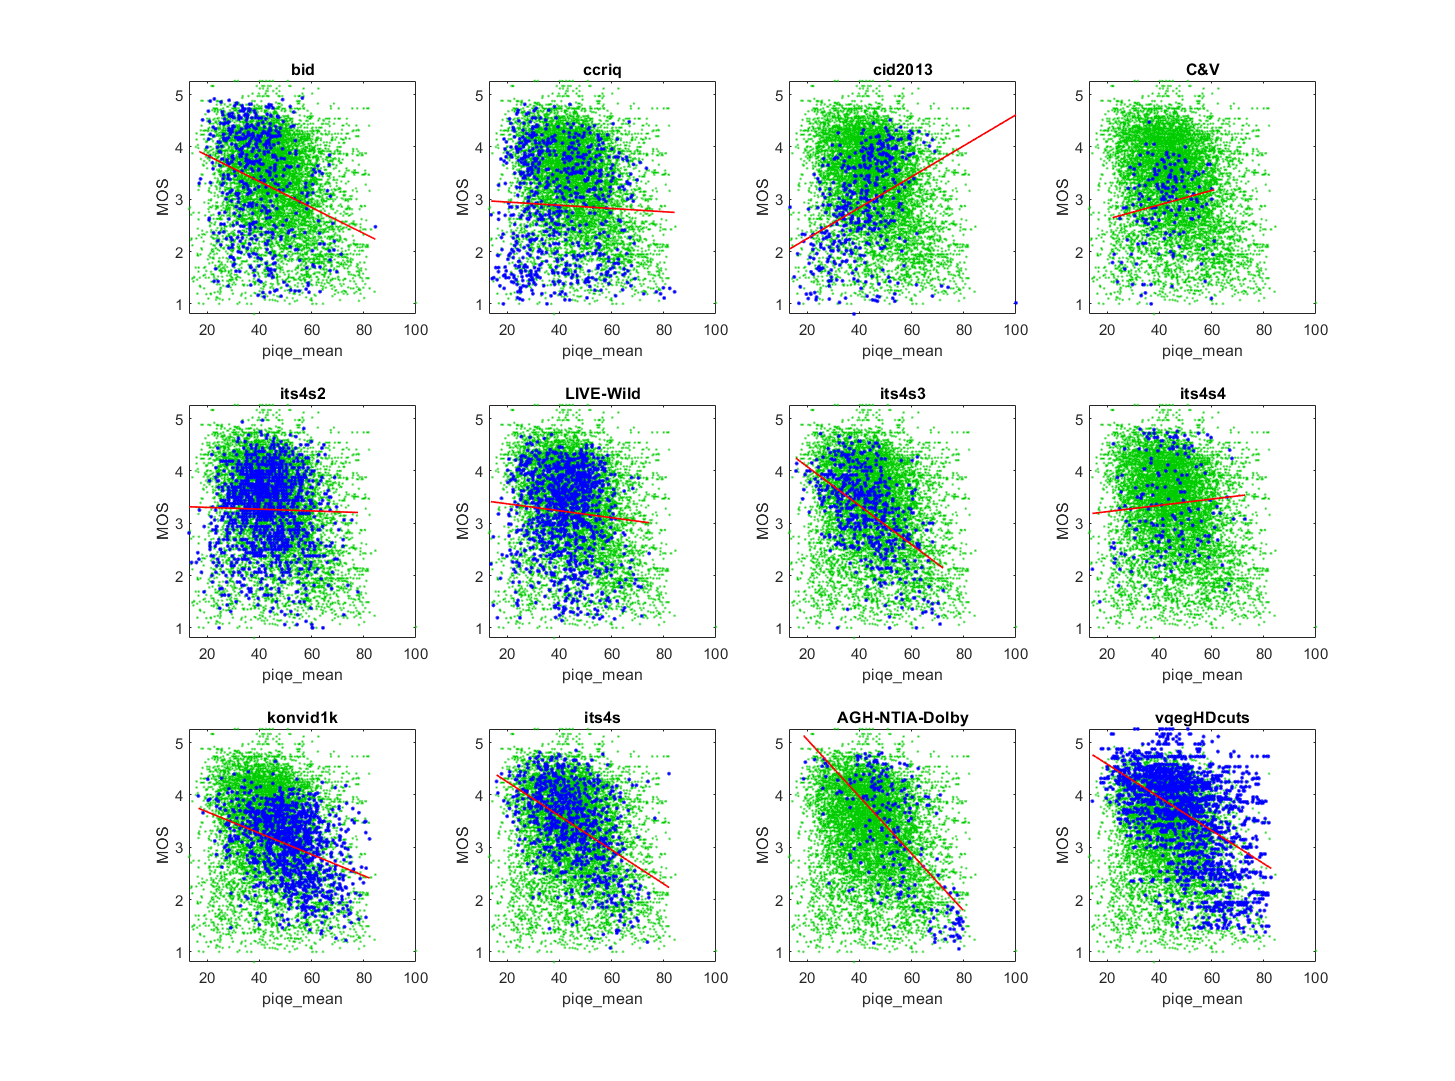 bid
ccriq
cid2013
C&V
5
4
3
2
1
MOS
20 40 60 80 100
piqe_mean
5
4
3
2
1
MOS
20 40 60 80 100
piqe_mean
5
4
3
2
1
MOS
20 40 60 80 100
piqe_mean
5
4
3
2
1
MOS
20 40 60 80 100
piqe_mean
its4s2
LIVE-Wild
its4s3
its4s4
5
4
3
2
1
MOS
20 40 60 80 100
piqe_mean
5
4
3
2
1
MOS
20 40 60 80 100
piqe_mean
5
4
3
2
1
MOS
20 40 60 80 100
piqe_mean
5
4
3
2
1
MOS
20 40 60 80 100
piqe_mean
konvid1k
its4s
AGH-NTIA-Dolby
vqegHDcuts
5
4
3
2
1
MOS
20 40 60 80 100
piqe_mean
5
4
3
2
1
MOS
20 40 60 80 100
piqe_mean
5
4
3
2
1
MOS
20 40 60 80 100
piqe_mean
5
4
3
2
1
MOS
20 40 60 80 100
piqe_mean